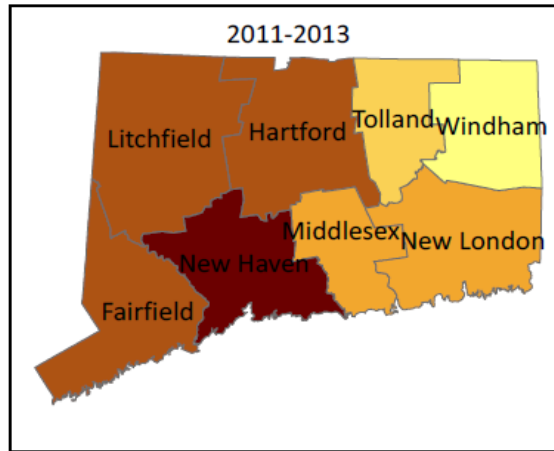 2011-2013
Litchfield
Hartford
Tolland
Windham
Middlesex
New London
New Haven
Fairfield